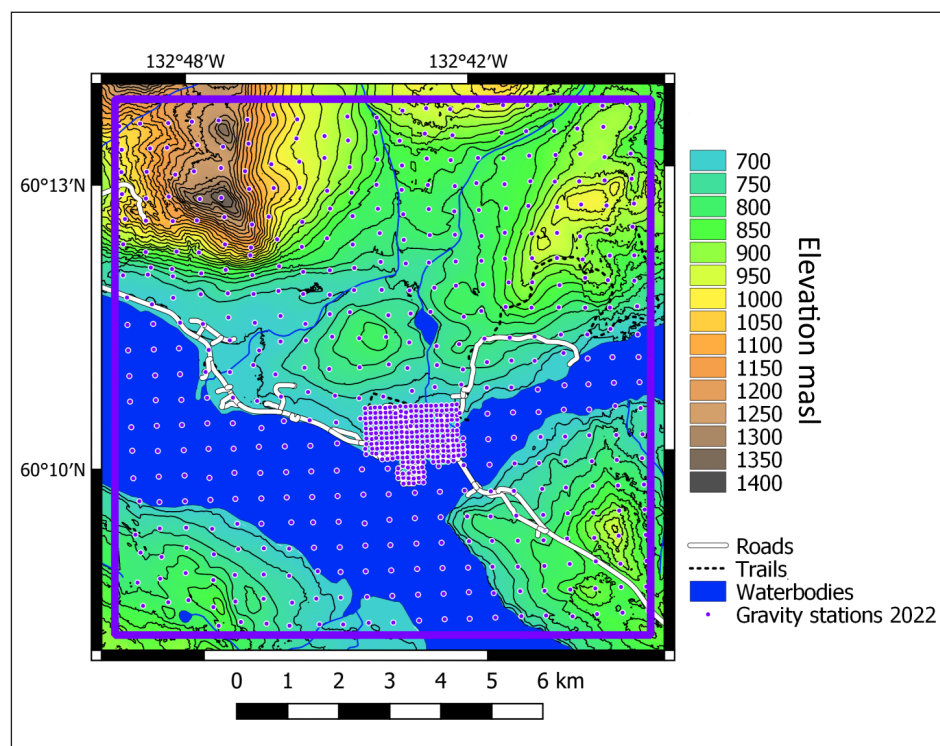 132°48′W 132°42′W
60°13′N
60°10′N
700
750
800
850
900
950
1000
1050
1100
1150
1200
1250
1300
1350
1400
Elevation masl
Roads
Trails
Waterbodies
Gravity stations 2022
0 1 2 3 4 5 6 km